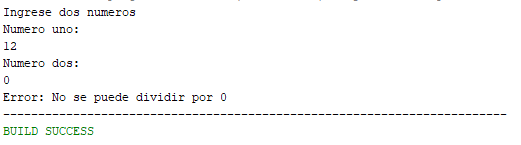 Ingrese dos numeros
Numero uno:
12
Numero dos:
0
Error: No se puede dividir por 0
------------------------------------------------------------------------
BUILD SUCCESS